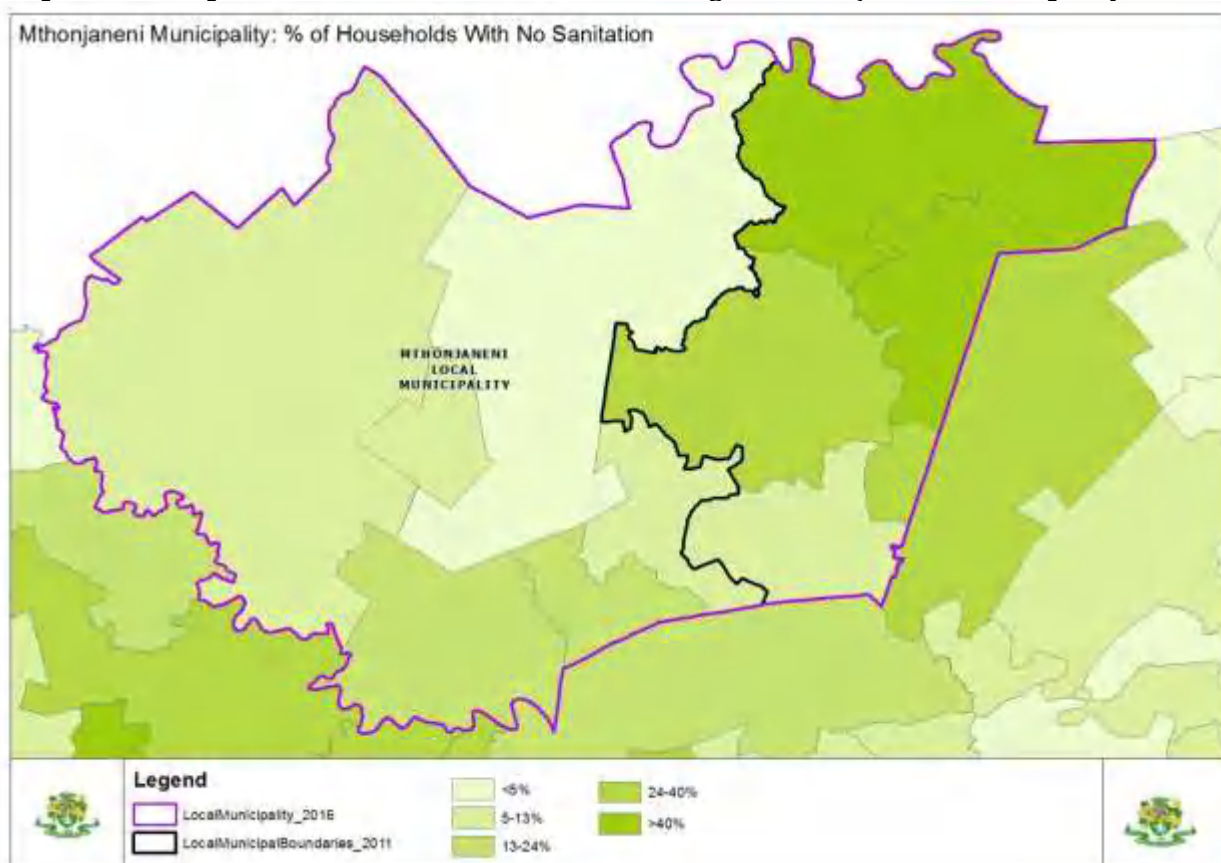 Mthonjaneni Municipality: % of Households With No Sanitation
MTHONJANENI
LOCAL
MUNICIPALITY
Legend
LocalMunicipality_2016
LocalMunicipalBoundaries_2011
<5%
5-13%
13-24%
24-40%
>40%